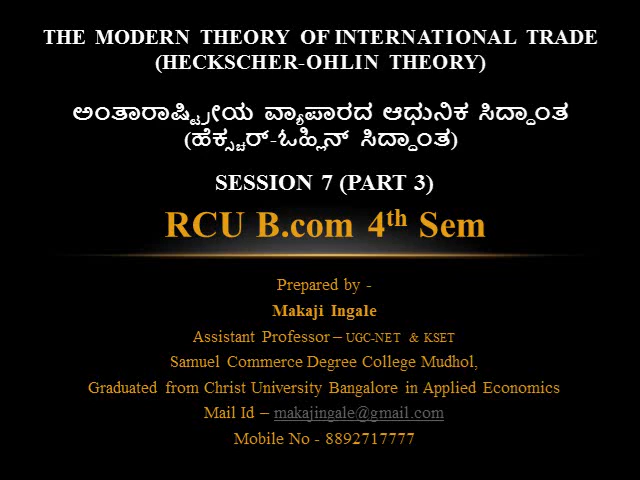 THE MODERN THEORY OF INTERNATIONAL TRADE
(HECKSCHER-OHLIN THEORY)
ಅಂತಾರಾಷ್ಟ್ರೀಯ ವ್ಯಾಪಾರದ ಆಧುನಿಕ ಸಿದ್ಧಾಂತ
(ಹೆಕ್ಸ್ಚರ್-ಓಹ್ಲಿನ್ ಸಿದ್ಧಾಂತ)
SESSION 7 (PART 3)
RCU B.com 4th Sem
Prepared by -
Makaji Ingale
Assistant Professor – UGC-NET & KSET
Samuel Commerce Degree College Mudhol,
Graduated from Christ University Bangalore in Applied Economics
Mail Id – makajingale@gmail.com
Mobile No - 8892717777